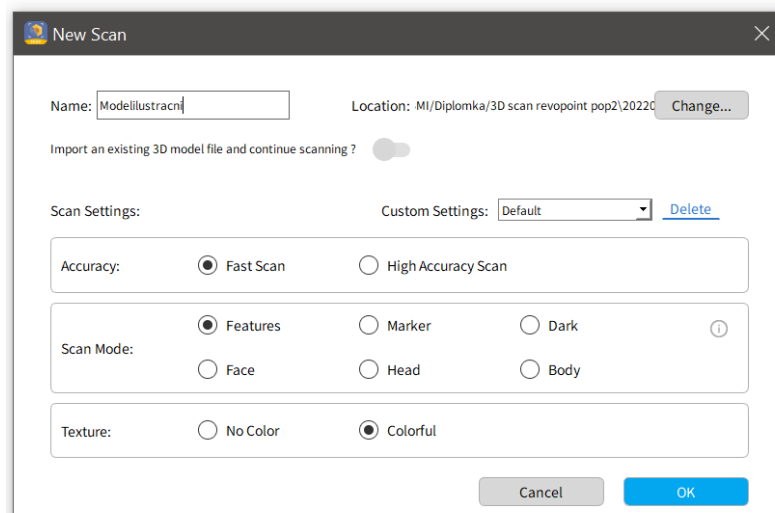 New Scan
Name: Modelilustracni Location: MI/Diplomka/3D scan revopoint pop2\20220 Change...
Import an existing 3D model file and continue scanning ?
Scan Settings: Custom Settings: Default Delete
Accuracy: Fast Scan High Accuracy Scan
Features Marker Dark
Scan Mode:
Face Head Body
Texture: No Color Colorful
Cancel OK